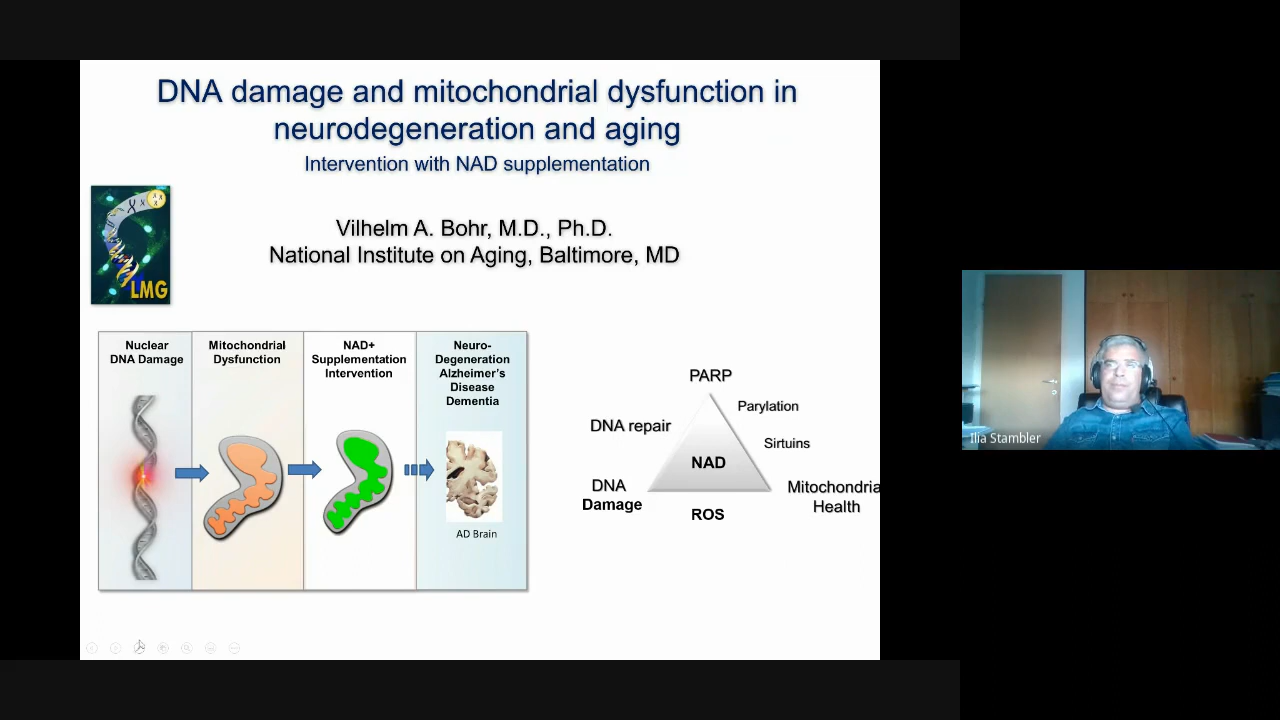 DNA damage and mitochondrial dysfunction in
neurodegeneration and aging
Intervention with NAD supplementation
Vilhelm A. Bohr, M.D., Ph.D.
National Institute on Aging, Baltimore, MD
LMG
Nuclear
DNA Damage
Mitochondrial
Dysfunction
NAD+
Supplementation
Intervention
Neuro-
Degeneration
Alzheimer's
Disease
Dementia
AD Brain
PARP
Parylation
DNA repair
Sirtuins
NAD
DNA
Damage
Mitochondria
Health
ROS
Ilia Stambler